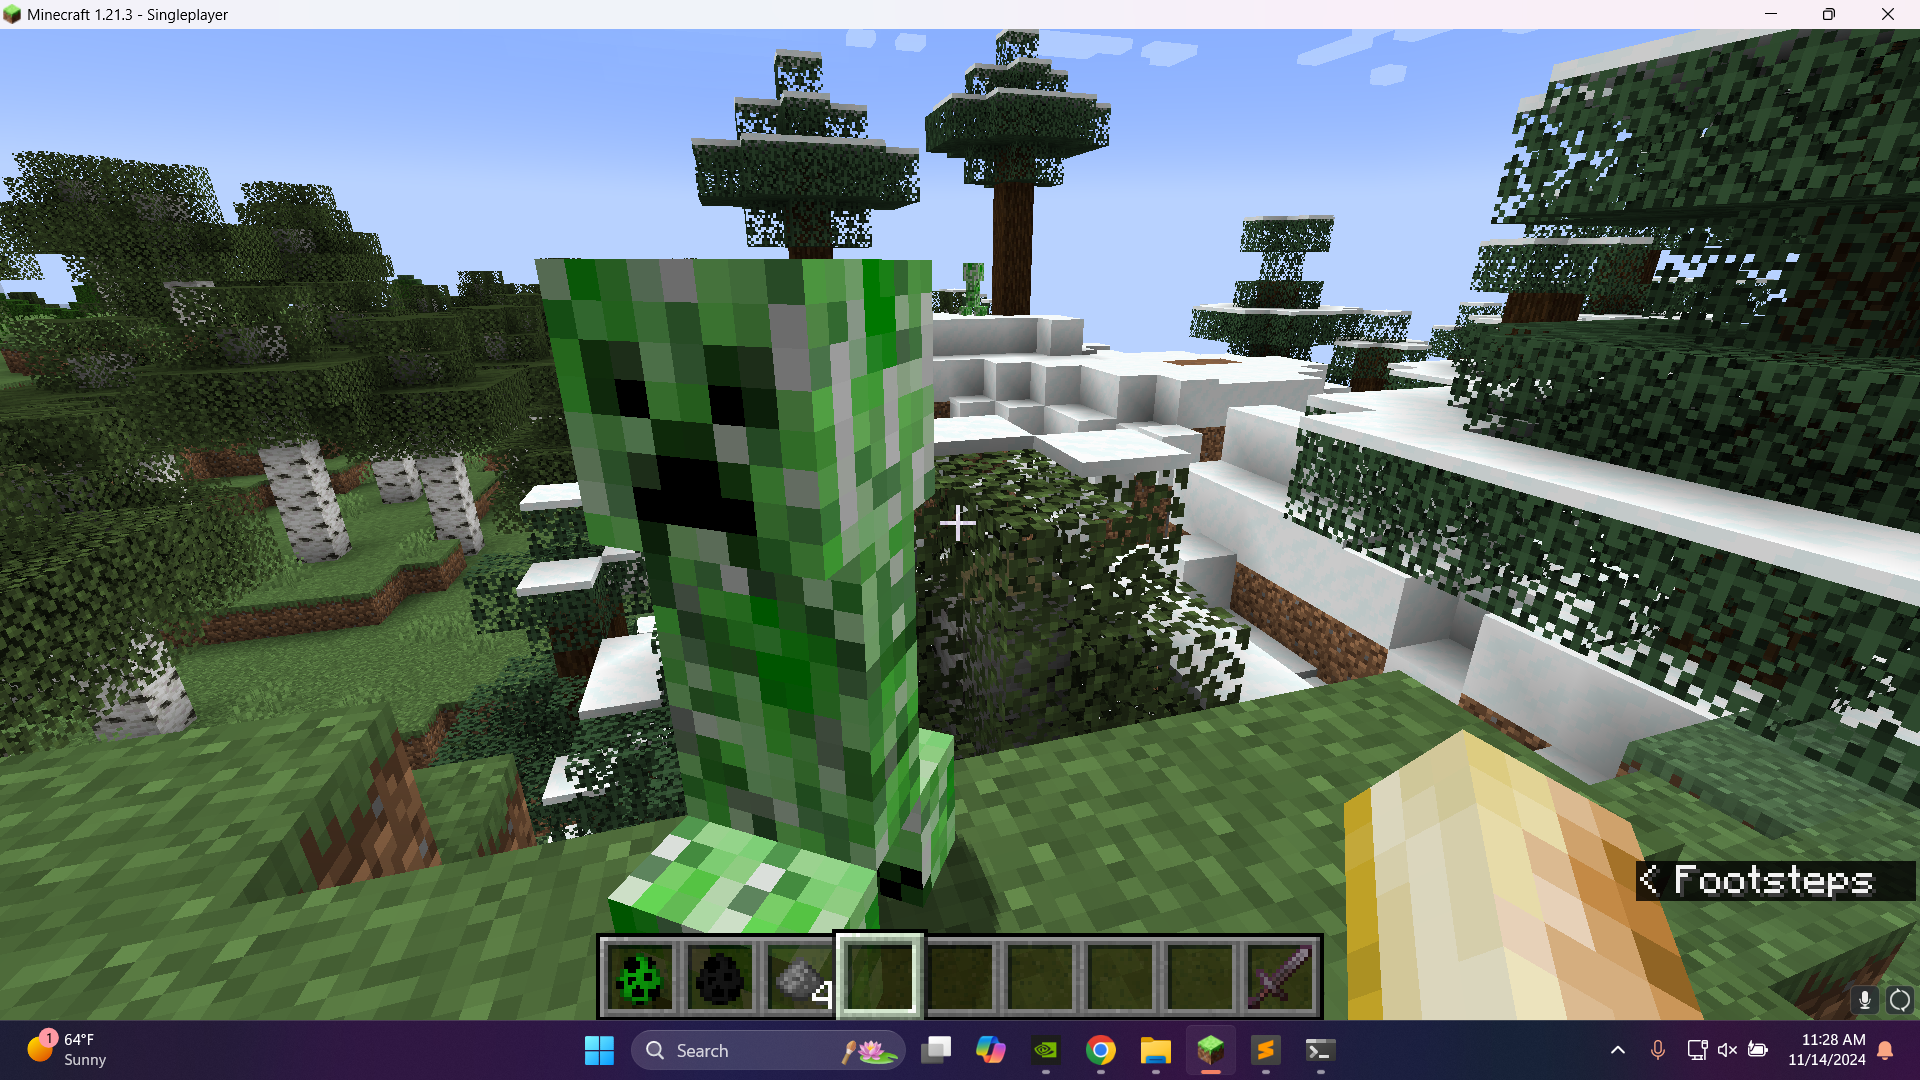 Minecraft 1.21.3 - Singleplayer
< Footsteps
4
1
64°F
Sunny
Search
11:28 AM
11/14/2024